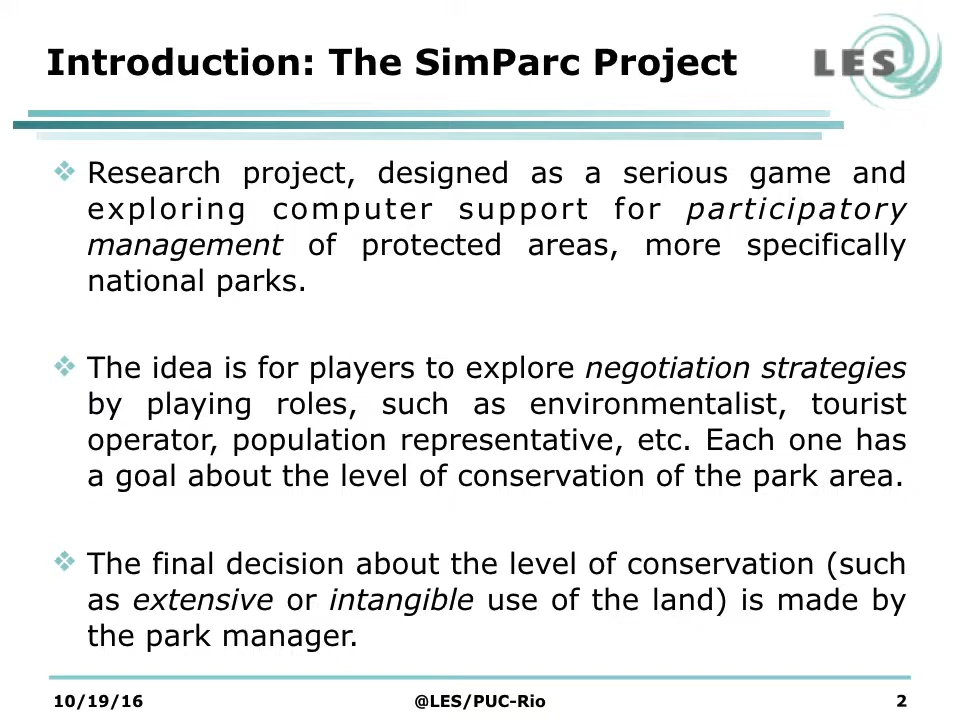 Introduction: The SimParc Project
LES
❖ Research project, designed as a serious game and
exploring computer support for participatory
management of protected areas, more specifically
national parks.
❖ The idea is for players to explore negotiation strategies
by playing roles, such as environmentalist, tourist
operator, population representative, etc. Each one has
a goal about the level of conservation of the park area.
❖ The final decision about the level of conservation (such
as extensive or intangible use of the land) is made by
the park manager.
10/19/16 @LES/PUC-Rio 2